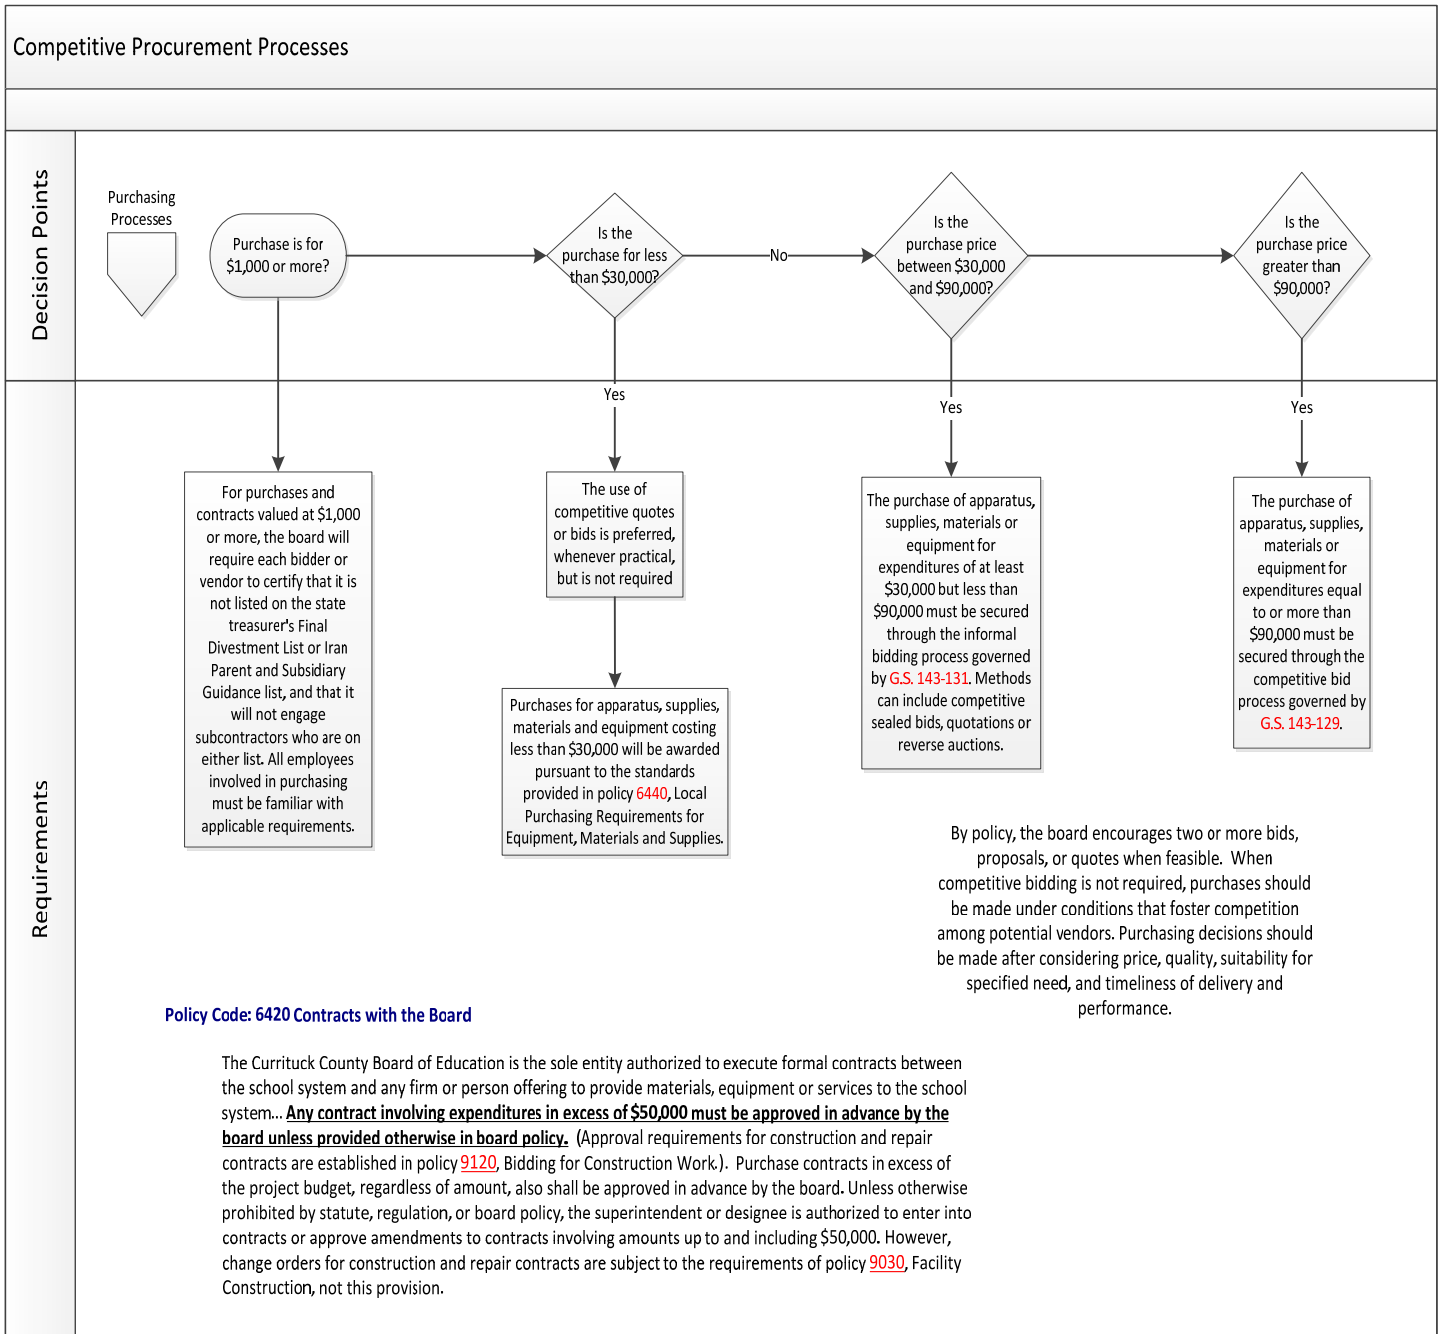 Competitive Procurement Processes
Decision Points
Purchasing
Processes
Purchase is for
$1,000 or more?
Is the
purchase for less
than $30,000?
No
Is the
purchase price
between $30,000
and $90,000?
Is the
purchase price
greater than
$90,000?
Requirements
Yes
Yes
Yes
For purchases and
contracts valued at $1,000
or more, the board will
require each bidder or
vendor to certify that it is
not listed on the state
treasurer's Final
Divestment List or Iran
Parent and Subsidiary
Guidance list, and that it
will not engage
subcontractors who are on
either list. All employees
involved in purchasing
must be familiar with
applicable requirements.
The use of
competitive quotes
or bids is preferred,
whenever practical,
but is not required
Purchases for apparatus, supplies,
materials and equipment costing
less than $30,000 will be awarded
pursuant to the standards
provided in policy 6440, Local
Purchasing Requirements for
Equipment, Materials and Supplies.
The purchase of apparatus,
supplies, materials or
equipment for
expenditures of at least
$30,000 but less than
$90,000 must be secured
through the informal
bidding process governed
by G.S. 143-131. Methods
can include competitive
sealed bids, quotations or
reverse auctions.
The purchase of
apparatus, supplies,
materials or
equipment for
expenditures equal
to or more than
$90,000 must be
secured through the
competitive bid
process governed by
G.S. 143-129.
By policy, the board encourages two or more bids,
proposals, or quotes when feasible.  When
competitive bidding is not required, purchases should
be made under conditions that foster competition
among potential vendors. Purchasing decisions should
be made after considering price, quality, suitability for
specified need, and timeliness of delivery and
performance.
Policy Code: 6420 Contracts with the Board
The Currituck County Board of Education is the sole entity authorized to execute formal contracts between
the school system and any firm or person offering to provide materials, equipment or services to the school
system... Any contract involving expenditures in excess of $50,000 must be approved in advance by the
board unless provided otherwise in board policy.  (Approval requirements for construction and repair
contracts are established in policy 9120, Bidding for Construction Work.).  Purchase contracts in excess of
the project budget, regardless of amount, also shall be approved in advance by the board. Unless otherwise
prohibited by statute, regulation, or board policy, the superintendent or designee is authorized to enter into
contracts or approve amendments to contracts involving amounts up to and including $50,000. However,
change orders for construction and repair contracts are subject to the requirements of policy 9030, Facility
Construction, not this provision.